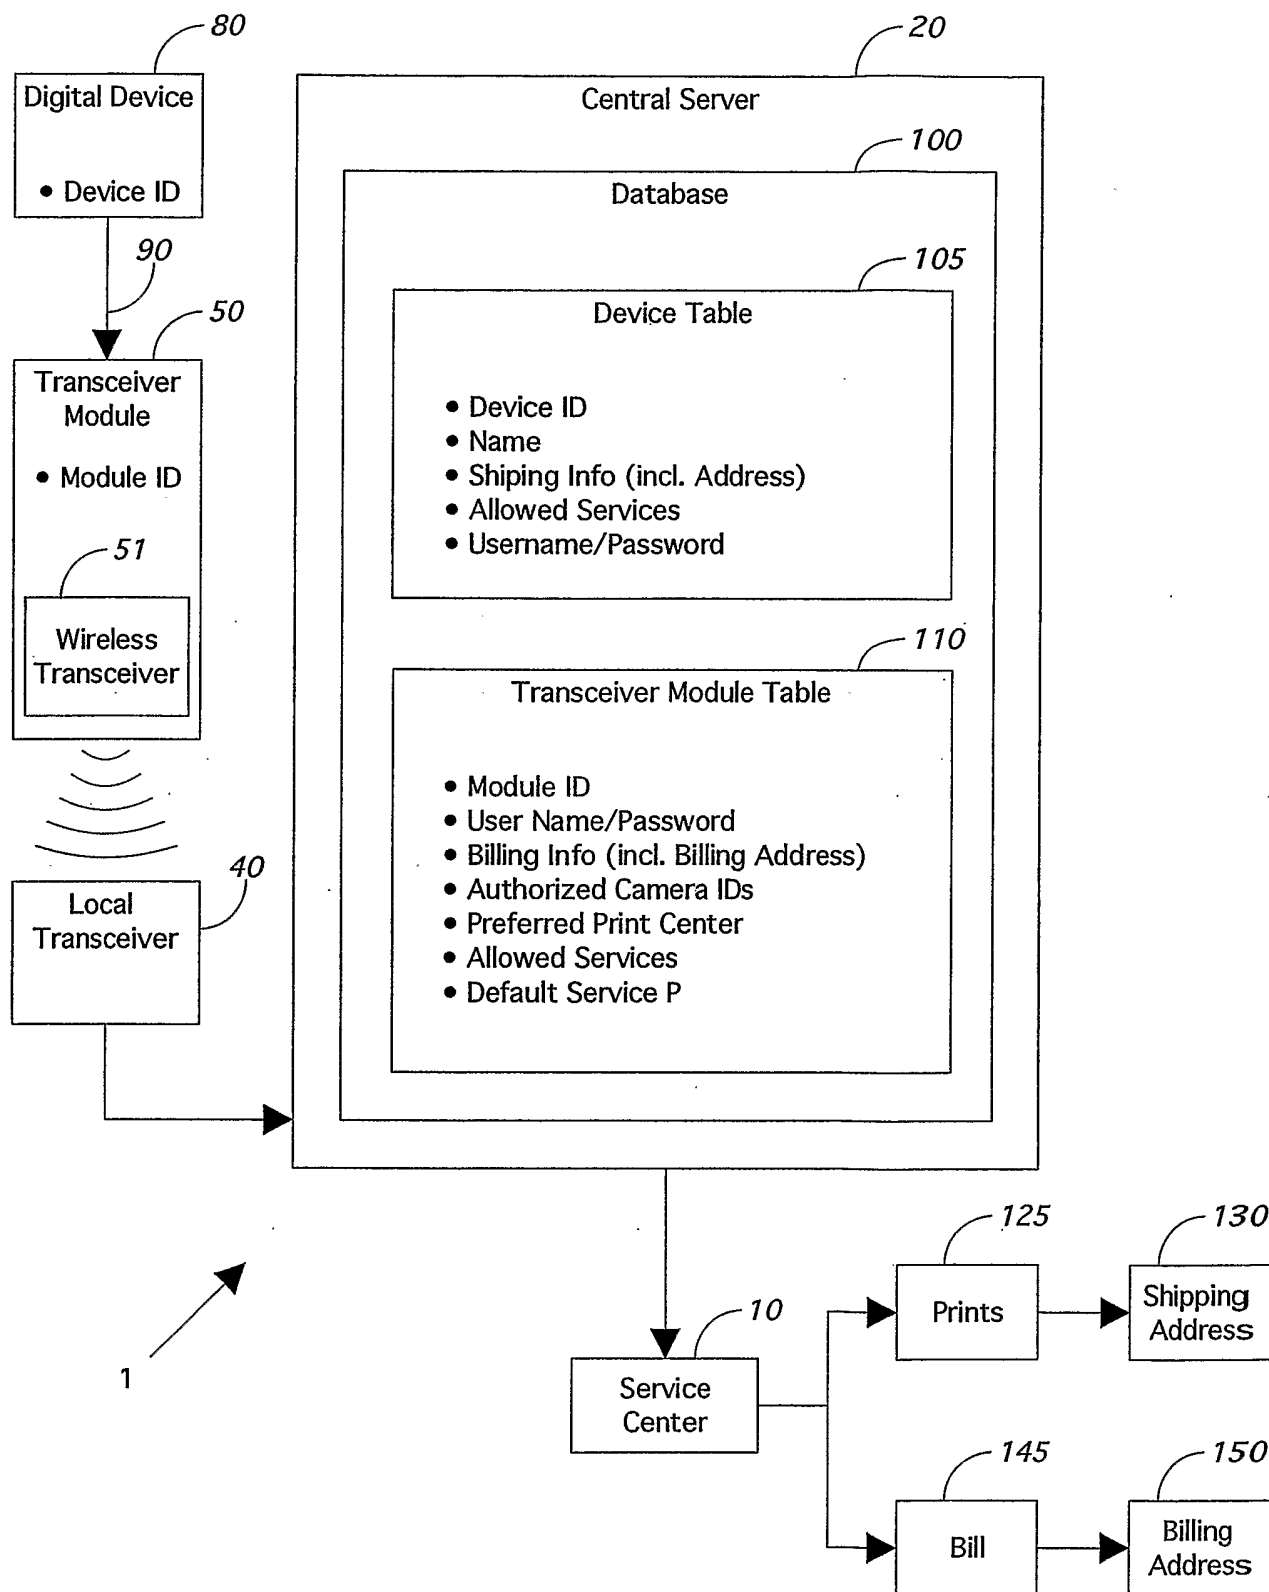 80
Digital Device
• Device ID
90
50
Transceiver
Module
• Module ID
51
Wireless
Transceiver
40
Local
Transceiver
20
Central Server
100
Database
105
Device Table
• Device ID
• Name
• Shiping Info (incl. Address)
• Allowed Services
• Username/Password
110
Transceiver Module Table
• Module ID
• User Name/Password
• Billing Info (incl. Billing Address)
• Authorized Camera IDs
• Preferred Print Center
• Allowed Services
• Default Service P
1
10
Service
Center
125
Prints
130
Shipping
Address
145
Bill
150
Billing
Address